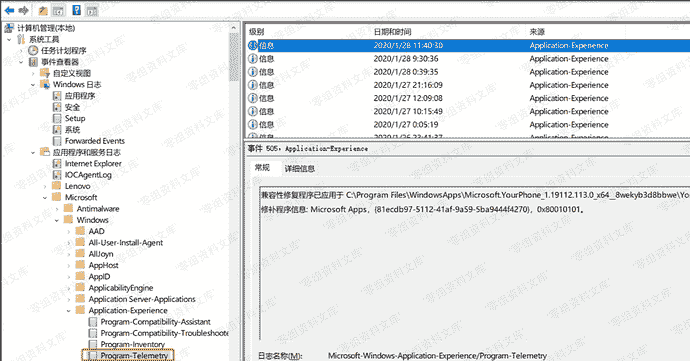 计算机管理(本地)
系统工具
任务计划程序
事件查看器
自定义视图
Windows 日志
应用程序
安全
Setup
系统
Forwarded Events
应用程序和服务日志
Internet Explorer
IOCAgentLog
Lenovo
Microsoft
Antimalware
Windows
AAD
All-User-Install-Agent
AllJoyn
AppHost
AppID
ApplicabilityEngine
Application Server-Applications
Application-Experience
Program-Compatibility-Assistant
Program-Compatibility-Troubleshoote
Program-Inventory
Program-Telemetry
级别 日期和时间 来源
信息 2020/1/28 11:40:30 Application-Experience
信息 2020/1/28 9:30:36 Application-Experience
信息 2020/1/28 0:39:35 Application-Experience
信息 2020/1/27 21:16:09 Application-Experience
信息 2020/1/27 12:09:08 Application-Experience
信息 2020/1/27 10:15:49 Application-Experience
信息 2020/1/27 0:05:19 Application-Experience
信息 2020/1/26 23:41:37 Application-Experience
事件 505，Application-Experience
常规 详细信息
兼容性修复程序已应用于 C:\Program Files\WindowsApps\Microsoft.YourPhone_1.19112.113.0_x64__8wekyb3d8bbwe\Yo
修补程序信息: Microsoft Apps，{81ecdb97-5112-41af-9a59-5ba9444f4270}，0x80010101。
日志名称(M): Microsoft-Windows-Application-Experience/Program-Telemetry
零组资料文库